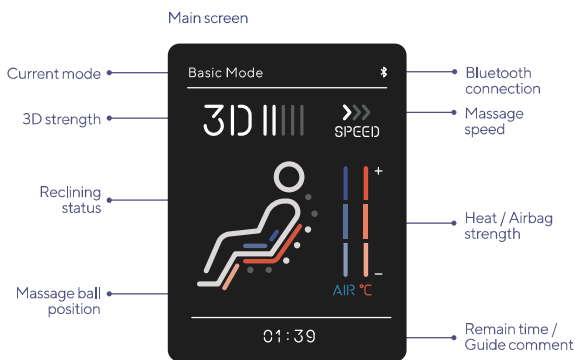 Main screen
Current mode
Basic Mode
Bluetooth
connection
3D strength
3D
SPEED
Massage
speed
Reclining
status
+
Heat / Airbag
strength
−
AIR °C
Massage ball
position
01:39
Remain time /
Guide comment